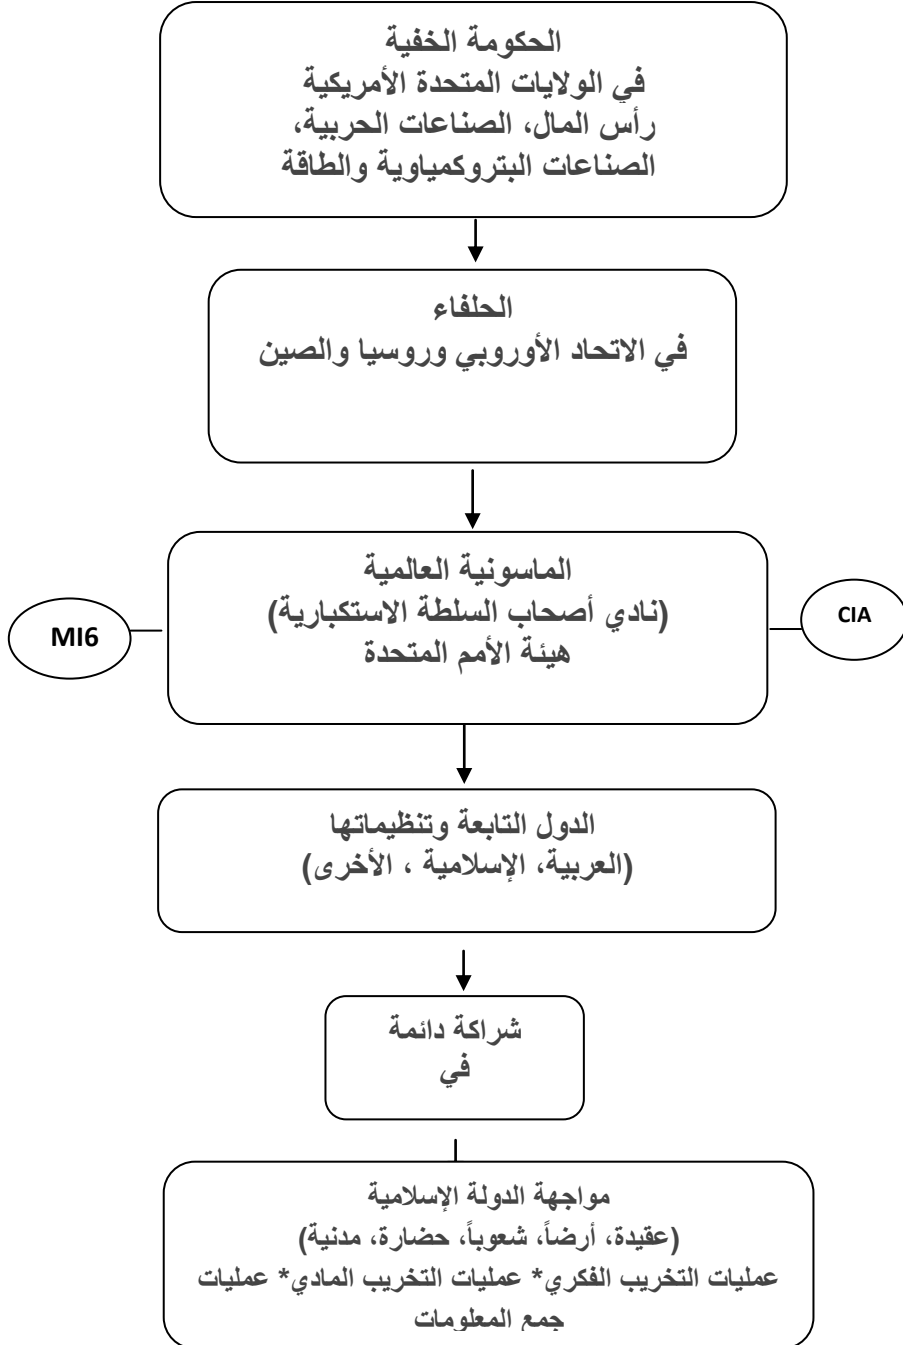 الحكومة الخفية
في الولايات المتحدة الأمريكية
رأس المال، الصناعات الحربية،
الصناعات البتروكمياوية والطاقة
الحلفاء
في الاتحاد الأوروبي وروسيا والصين
الماسونية العالمية
(نادي أصحاب السلطة الاستكبارية)
هيئة الأمم المتحدة
CIA
MI6
الدول التابعة وتنظيماتها
(العربية، الإسلامية ، الأخرى)
شراكة دائمة
في
مواجهة الدولة الإسلامية
(عقيدة، أرضاً، شعوباً، حضارة، مدنية)
عمليات التخريب الفكري* عمليات التخريب المادي* عمليات
جمع المعلومات